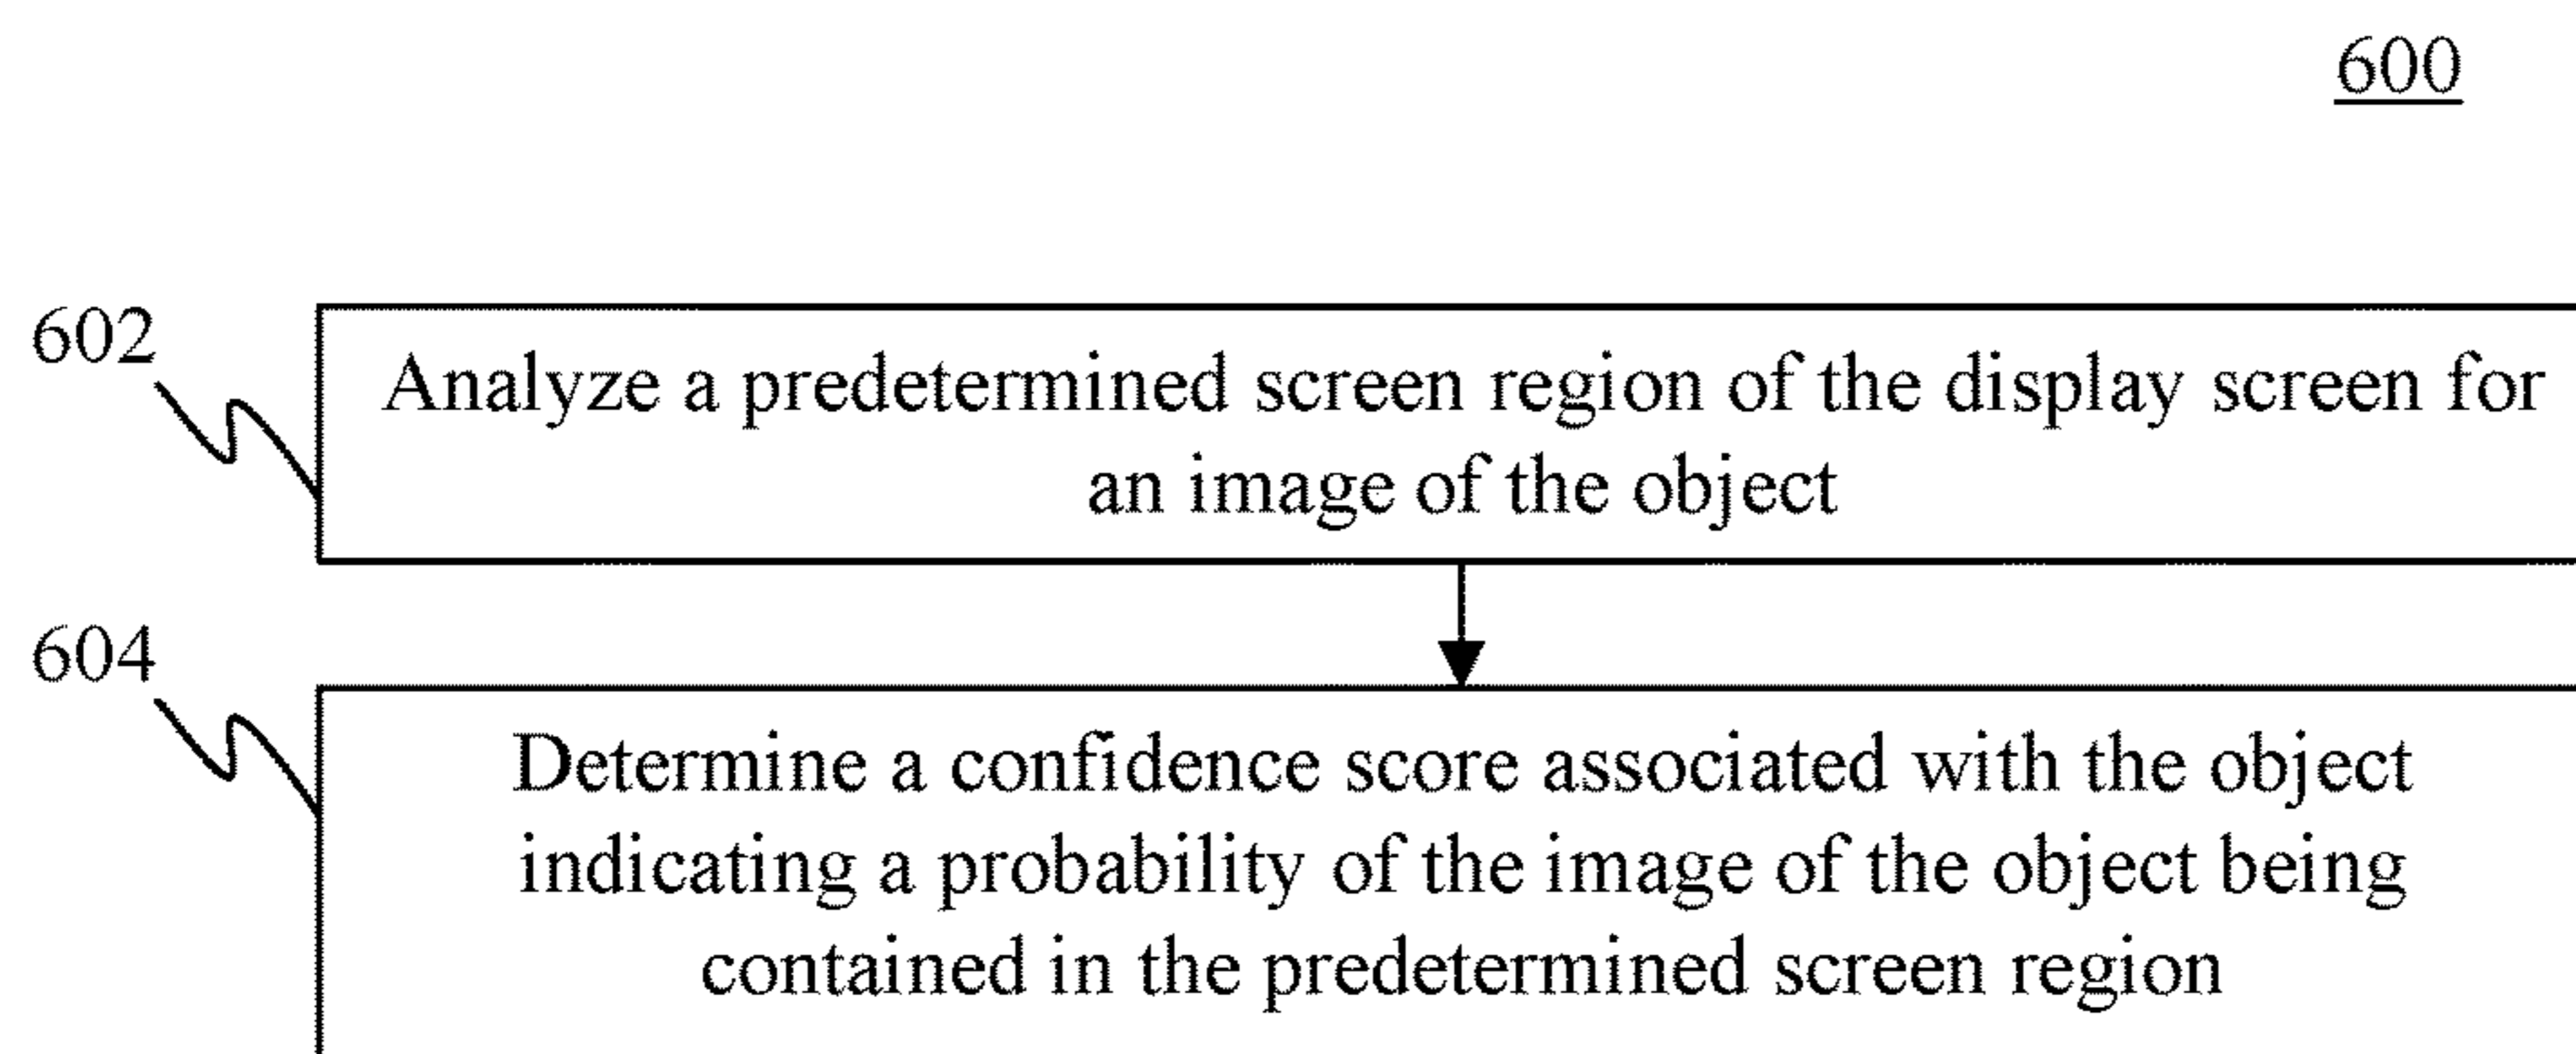 600
602
Analyze a predetermined screen region of the display screen for
an image of the object
604
Determine a confidence score associated with the object
indicating a probability of the image of the object being
contained in the predetermined screen region